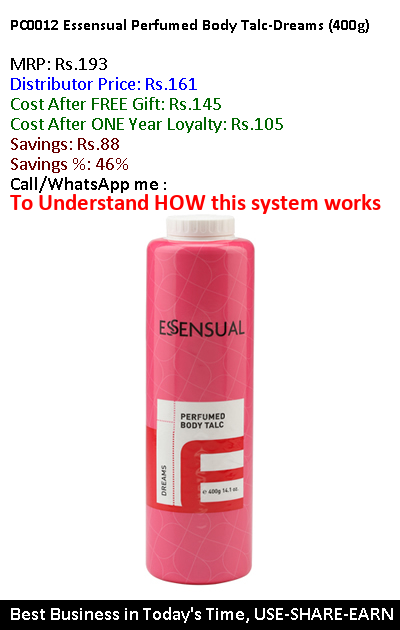 PC0012 Essensual Perfumed Body Talc-Dreams (400g)
MRP: Rs.193
Distributor Price: Rs.161
Cost After FREE Gift: Rs.145
Cost After ONE Year Loyalty: Rs.105
Savings: Rs.88
Savings %: 46%
Call/WhatsApp me :
To Understand HOW this system works
ESSENSUAL
PERFUMED
BODY TALC
DREAMS
℮ 400g 14.1 oz.
Best Business in Today's Time, USE-SHARE-EARN